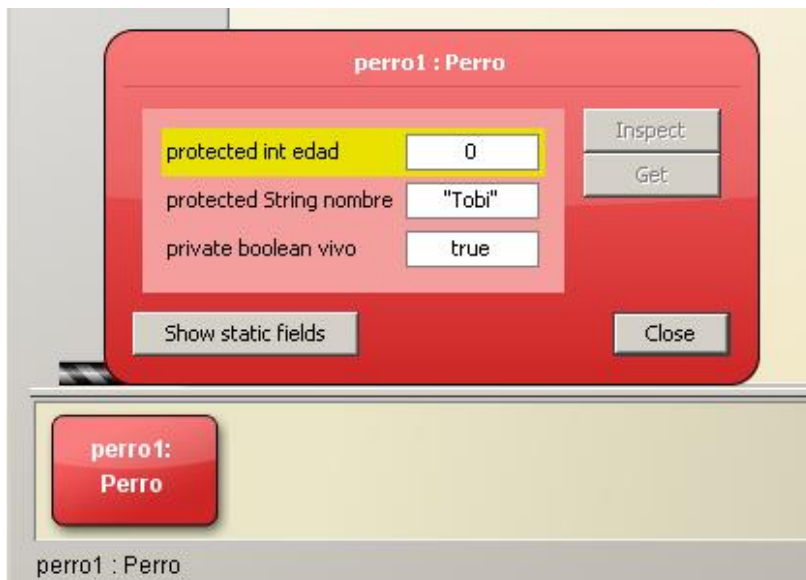 perro1 : Perro
protected int edad 0
Inspect
Get
protected String nombre "Tobi"
private boolean vivo true
Show static fields
Close
perro1:
Perro
perro1 : Perro